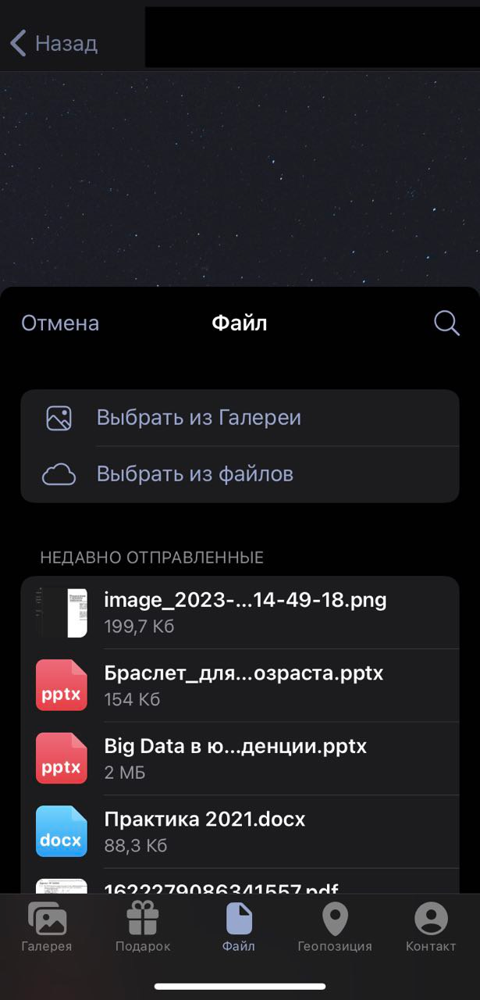 Назад
Отмена
Файл
Выбрать из Галереи
Выбрать из файлов
НЕДАВНО ОТПРАВЛЕННЫЕ
image_2023-...14-49-18.png
199,7 Кб
Браслет_для...озраста.pptx
pptx
154 Кб
Big Data в ю...денции.pptx
pptx
2 МБ
Практика 2021.docx
docx
88,3 Кб
1622279086341557.pdf
Галерея
Подарок
Файл
Геопозиция
Контакт